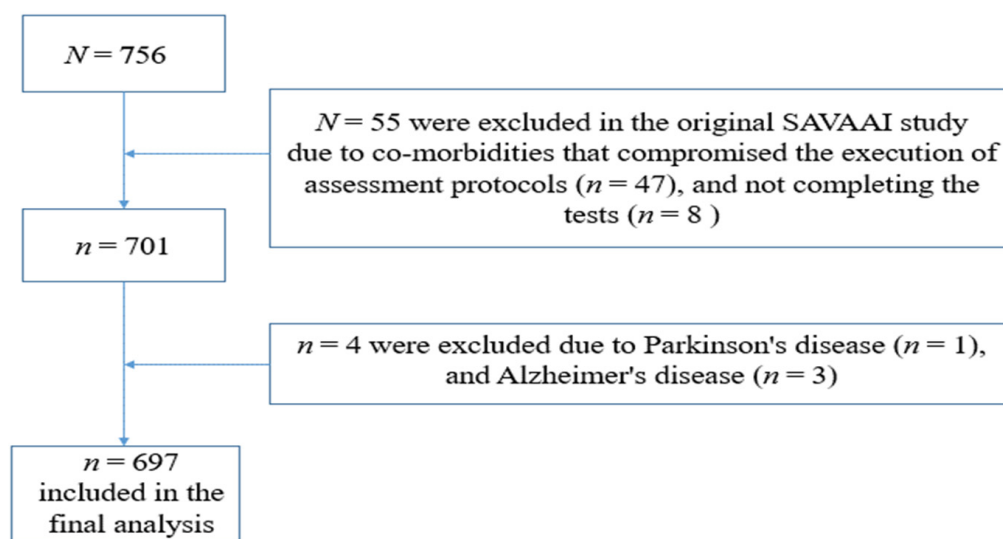 N = 756
N = 55 were excluded in the original SAVAAI study
due to co-morbidities that compromised the execution of
assessment protocols (n = 47), and not completing the
tests (n = 8 )
n = 701
n = 4 were excluded due to Parkinson's disease (n = 1),
and Alzheimer's disease (n = 3)
n = 697
included in the
final analysis